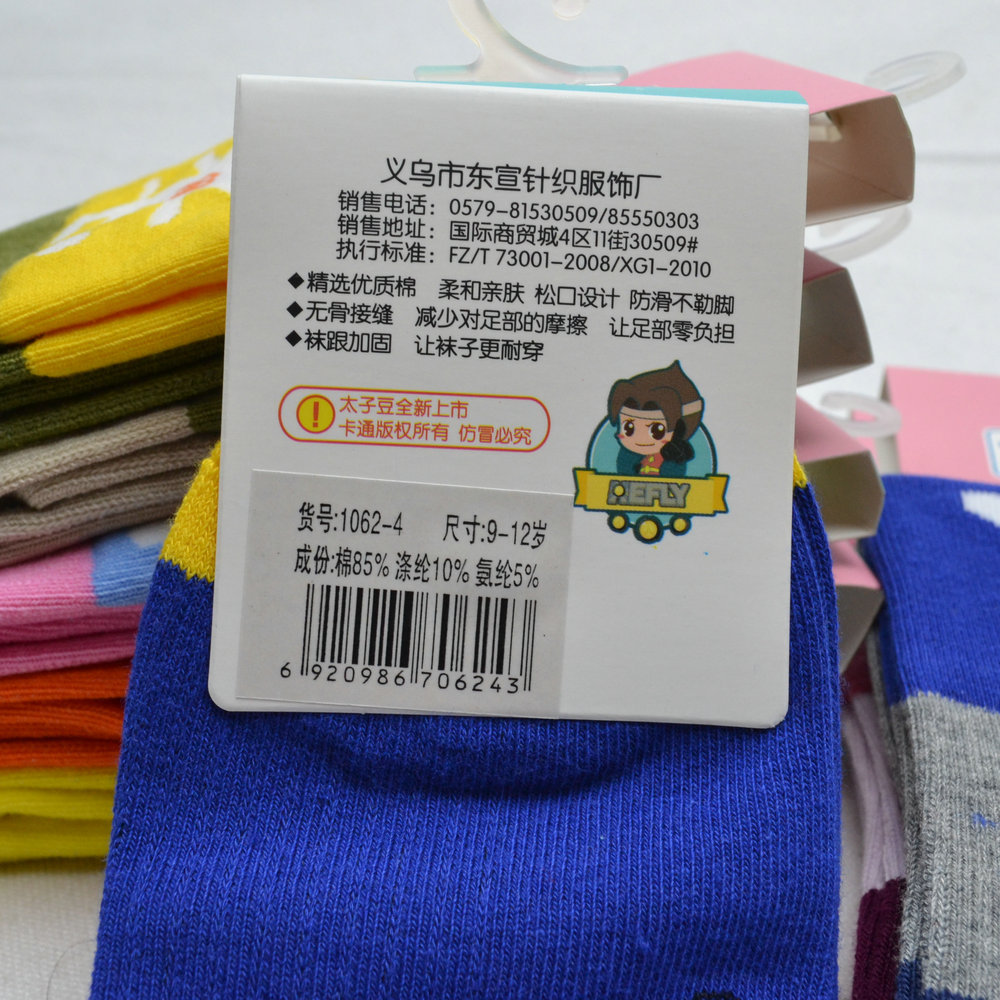 义乌市东宣针织服饰厂
销售电话：0579-81530509/85550303
销售地址：国际商贸城4区11街30509#
执行标准：FZ/T 73001-2008/XG1-2010
◆精选优质棉 柔和亲肤 松口设计 防滑不勒脚
◆无骨接缝 减少对足部的摩擦 让足部零负担
◆袜跟加固 让袜子更耐穿
! 太子豆全新上市
卡通版权所有 仿冒必究
HEFLY
货号:1062-4 尺寸:9-12岁
成份:棉85% 涤纶10% 氨纶5%
6 920986 706243